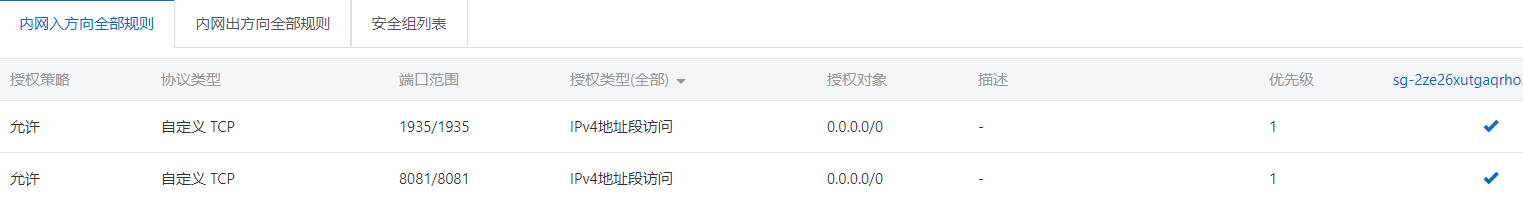 内网入方向全部规则 内网出方向全部规则 安全组列表
授权策略 协议类型 端口范围 授权类型(全部) 授权对象 描述 优先级 sg-2ze26xutgaqrho
允许 自定义 TCP 1935/1935 IPv4地址段访问 0.0.0.0/0 - 1
允许 自定义 TCP 8081/8081 IPv4地址段访问 0.0.0.0/0 - 1